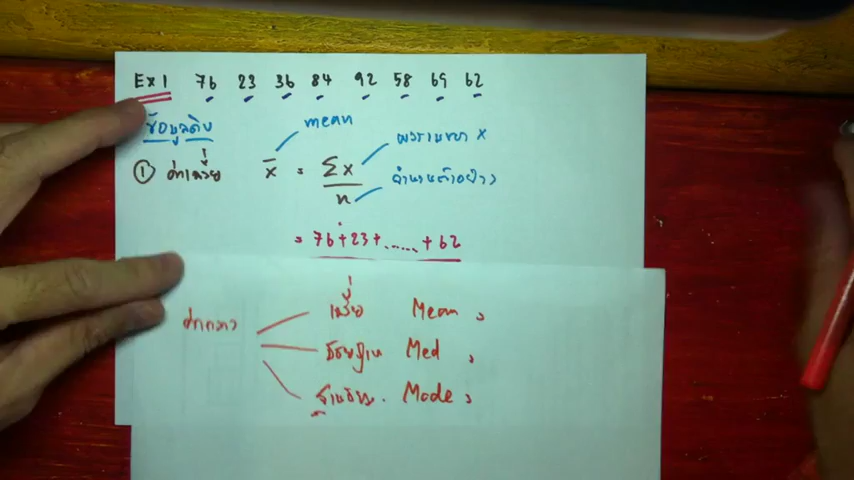 Ex 1 76 23 36 84 92 58 69 62
ข้อมูลดิบ
mean
① ค่าเฉลี่ย x̄ = Σx / n
ผลรวมของ x
จำนวนตัวอย่าง
= 76+23+......+62
ค่ากลาง
เฉลี่ย Mean,
มัธยฐาน Med,
ฐานนิยม. Mode,